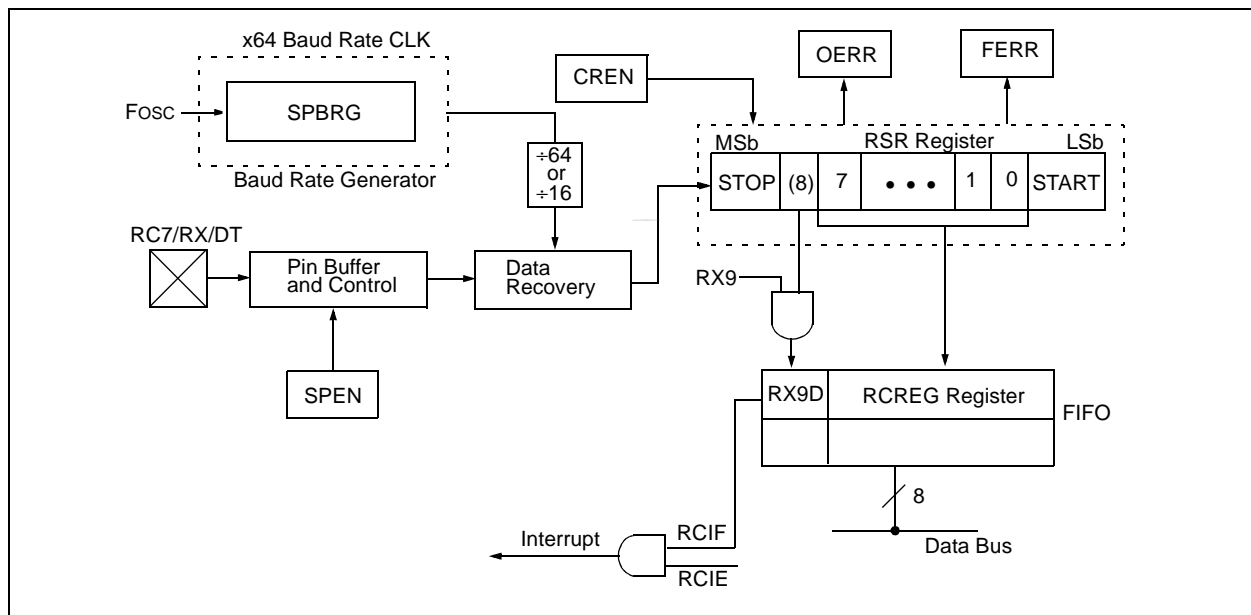 x64 Baud Rate CLK
FOSC
SPBRG
Baud Rate Generator
CREN
OERR
FERR
÷64
or
÷16
MSb
RSR Register
LSb
STOP
(8)
7
• • •
1
0
START
RC7/RX/DT
Pin Buffer
and Control
Data
Recovery
SPEN
RX9
RX9D
RCREG Register
FIFO
8
Data Bus
Interrupt
RCIF
RCIE